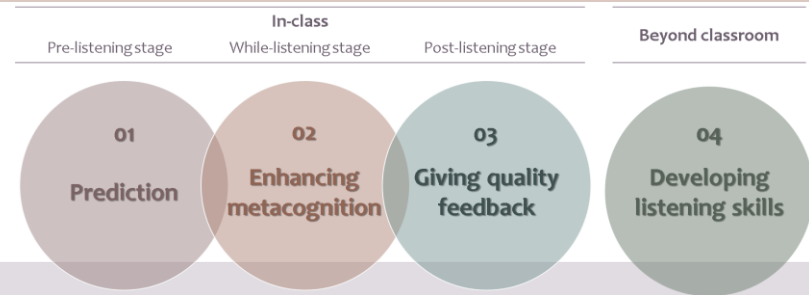 In-class
Beyond classroom
Pre-listening stage
While-listening stage
Post-listening stage
01
Prediction
02
Enhancing
metacognition
03
Giving quality
feedback
04
Developing
listening skills